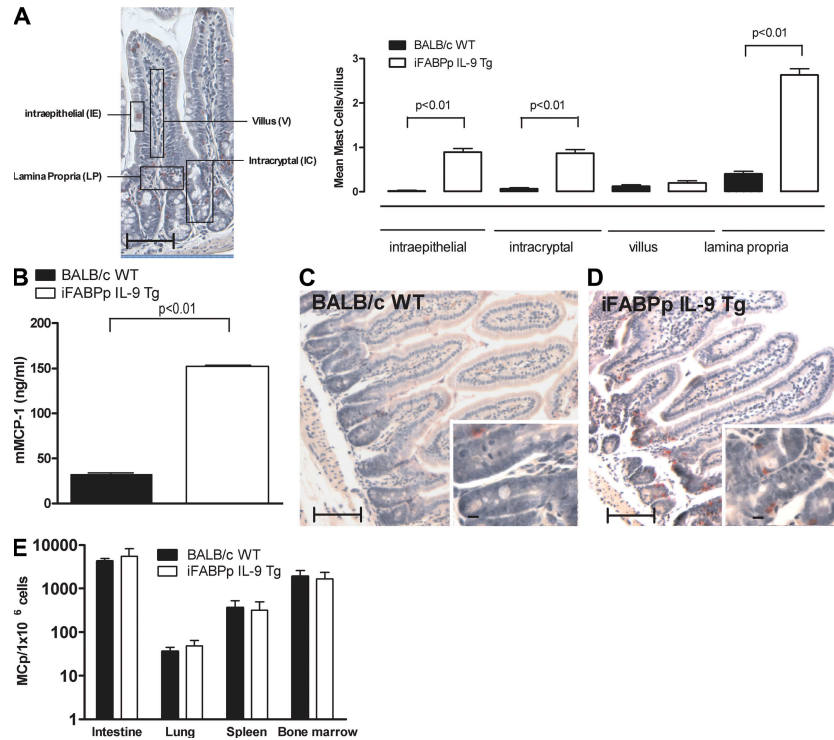 A
intraepithelial (IE)
Villus (V)
Intracryptal (IC)
Lamina Propria (LP)
BALB/c WT
iFABPp IL-9 Tg
p<0.01
p<0.01
p<0.01
Mean Mast Cells/villus
3
2
1
0
intraepithelial
intracryptal
villus
lamina propria
B
BALB/c WT
iFABPp IL-9 Tg
p<0.01
mMCP-1 (ng/ml)
200
150
100
50
0
C
BALB/c WT
D
iFABPp IL-9 Tg
E
BALB/c WT
iFABPp IL-9 Tg
MCp/1x10 6 cells
10000
1000
100
10
1
Intestine
Lung
Spleen
Bone marrow